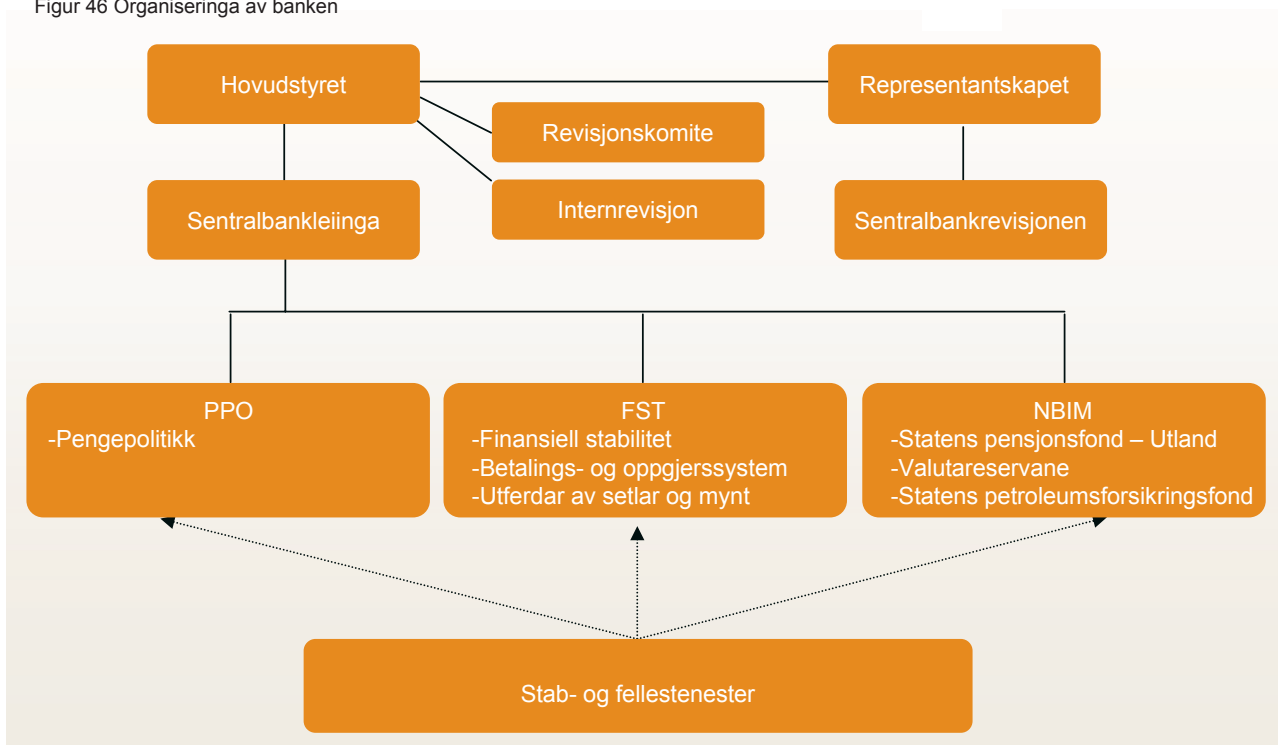 Figur 46 Organiseringa av banken
Hovudstyret
Representantskapet
Revisjonskomite
Internrevisjon
Sentralbankleiinga
Sentralbankrevisjonen
PPO
-Pengepolitikk
FST
-Finansiell stabilitet
-Betalings- og oppgjerssystem
-Utferdar av setlar og mynt
NBIM
-Statens pensjonsfond – Utland
-Valutareservane
-Statens petroleumsforsikringsfond
Stab- og fellestenester